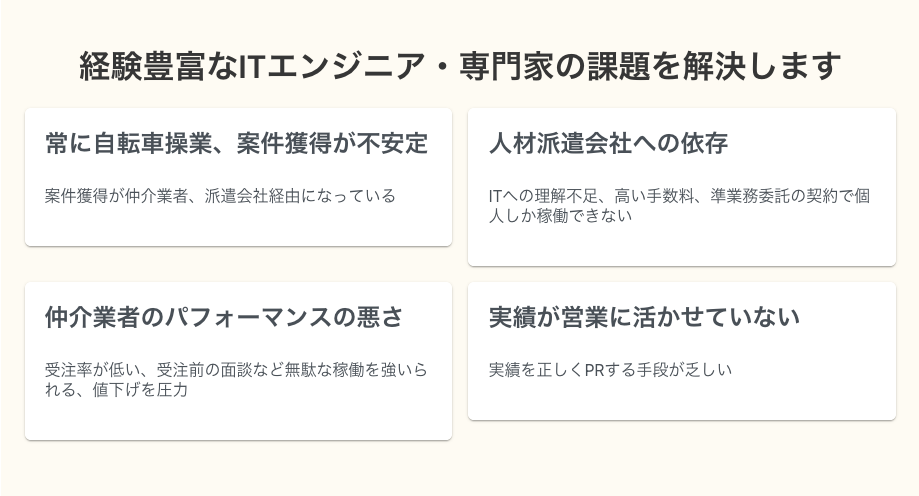 経験豊富なITエンジニア・専門家の課題を解決します
常に自転車操業、案件獲得が不安定
案件獲得が仲介業者、派遣会社経由になっている
人材派遣会社への依存
ITへの理解不足、高い手数料、準業務委託の契約で個
人しか稼働できない
仲介業者のパフォーマンスの悪さ
受注率が低い、受注前の面談など無駄な稼働を強いら
れる、値下げを圧力
実績が営業に活かせていない
実績を正しくPRする手段が乏しい